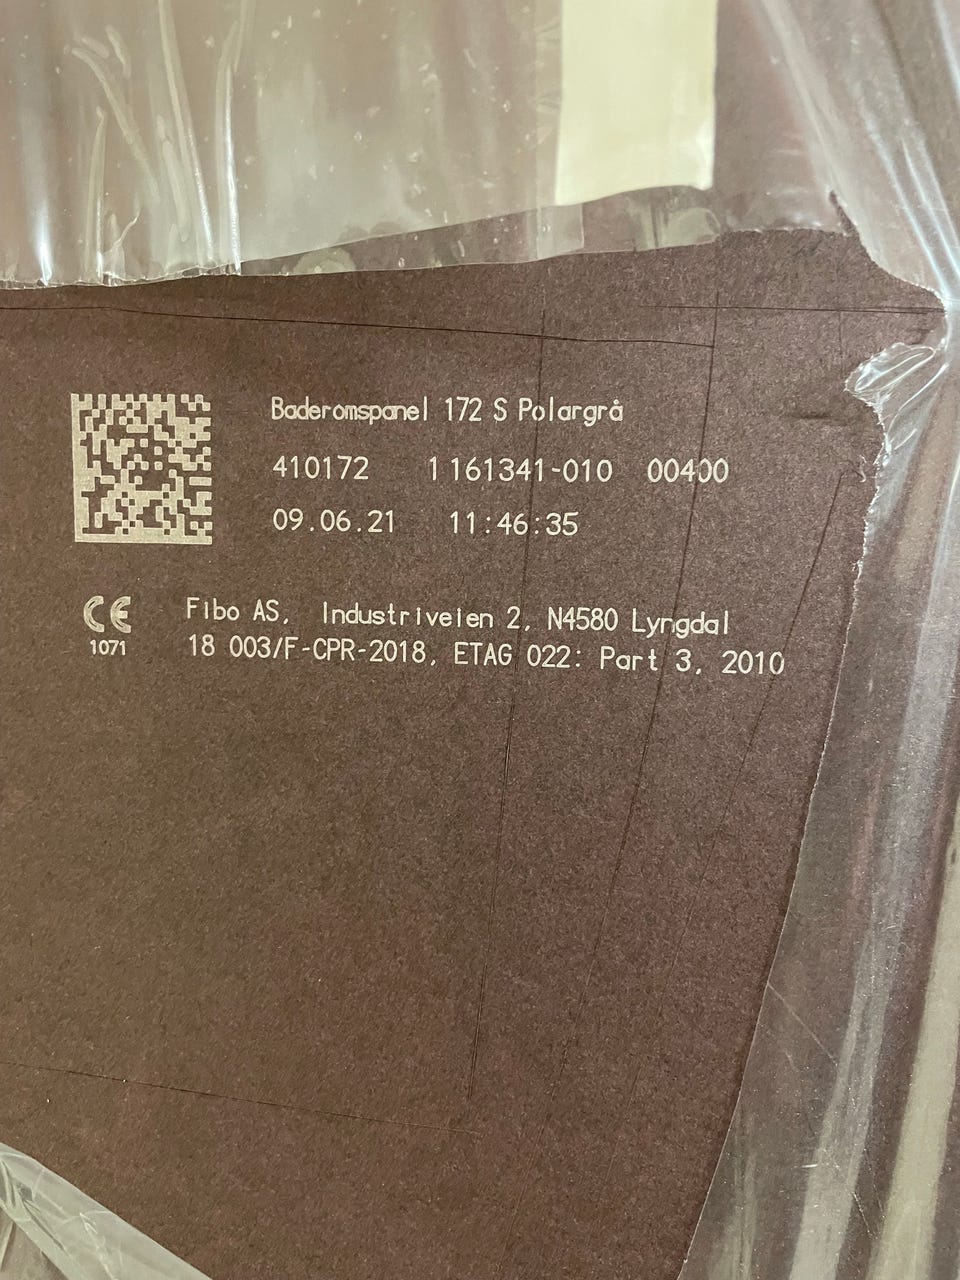 Baderomspanel 172 S Polargrå
410172 1161341-010 00400
09.06.21 11:46:35
CE
1071
Fibo AS, Industriveien 2, N4580 Lyngdal
18 003/F-CPR-2018, ETAG 022: Part 3, 2010